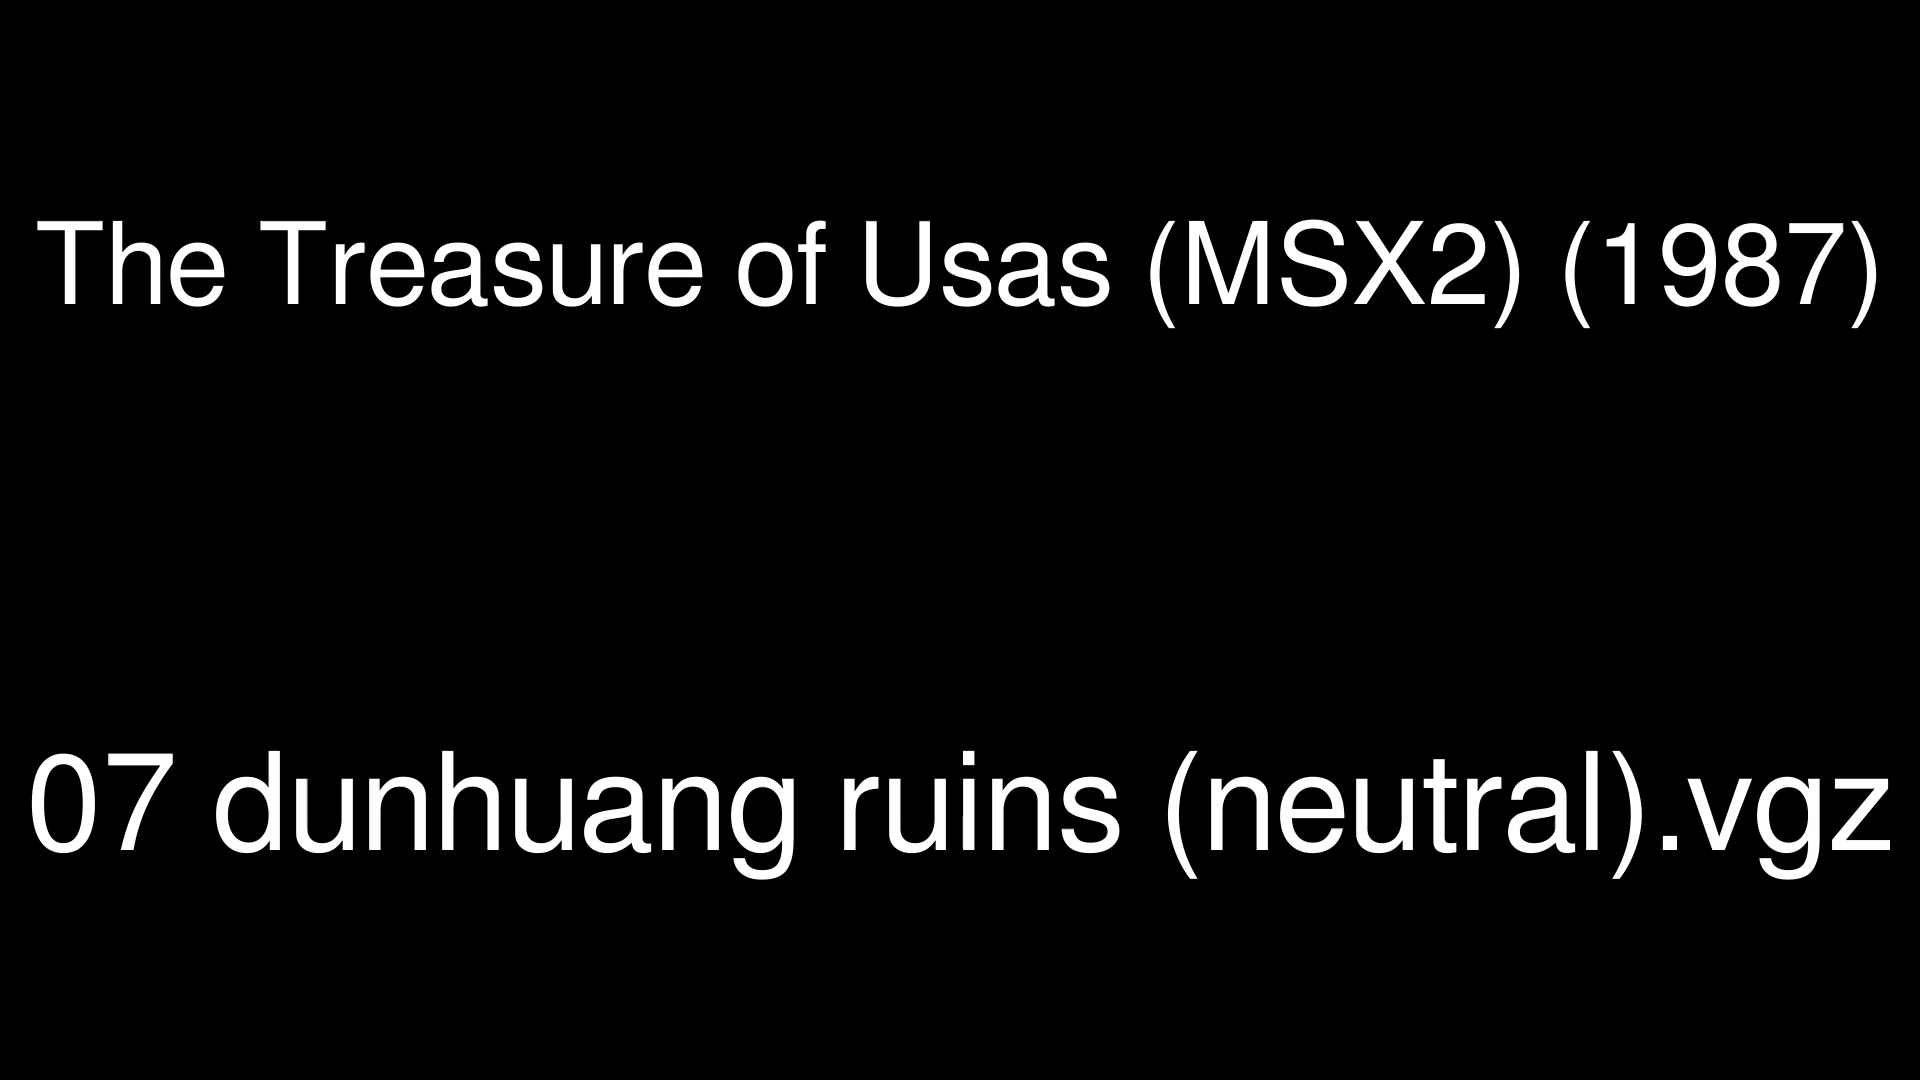 The Treasure of Usas (MSX2) (1987)
07 dunhuang ruins (neutral).vgz